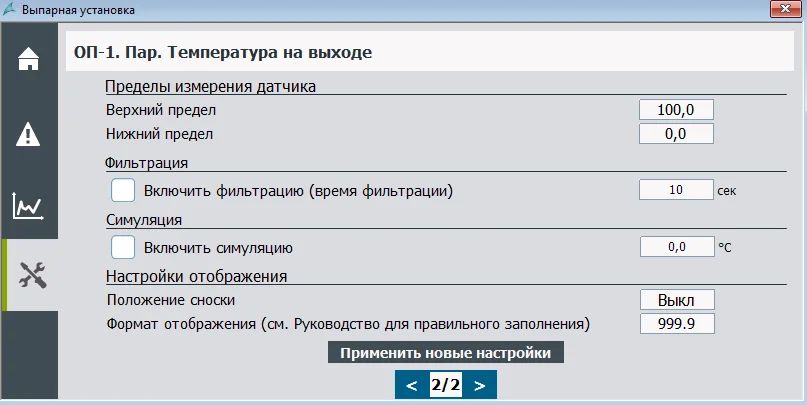 Выпарная установка
ОП-1. Пар. Температура на выходе
Пределы измерения датчика
Верхний предел 100,0
Нижний предел 0,0
Фильтрация
Включить фильтрацию (время фильтрации) 10 сек
Симуляция
Включить симуляцию 0,0 °C
Настройки отображения
Положение сноски Выкл
Формат отображения (см. Руководство для правильного заполнения) 999.9
Применить новые настройки
< 2/2 >